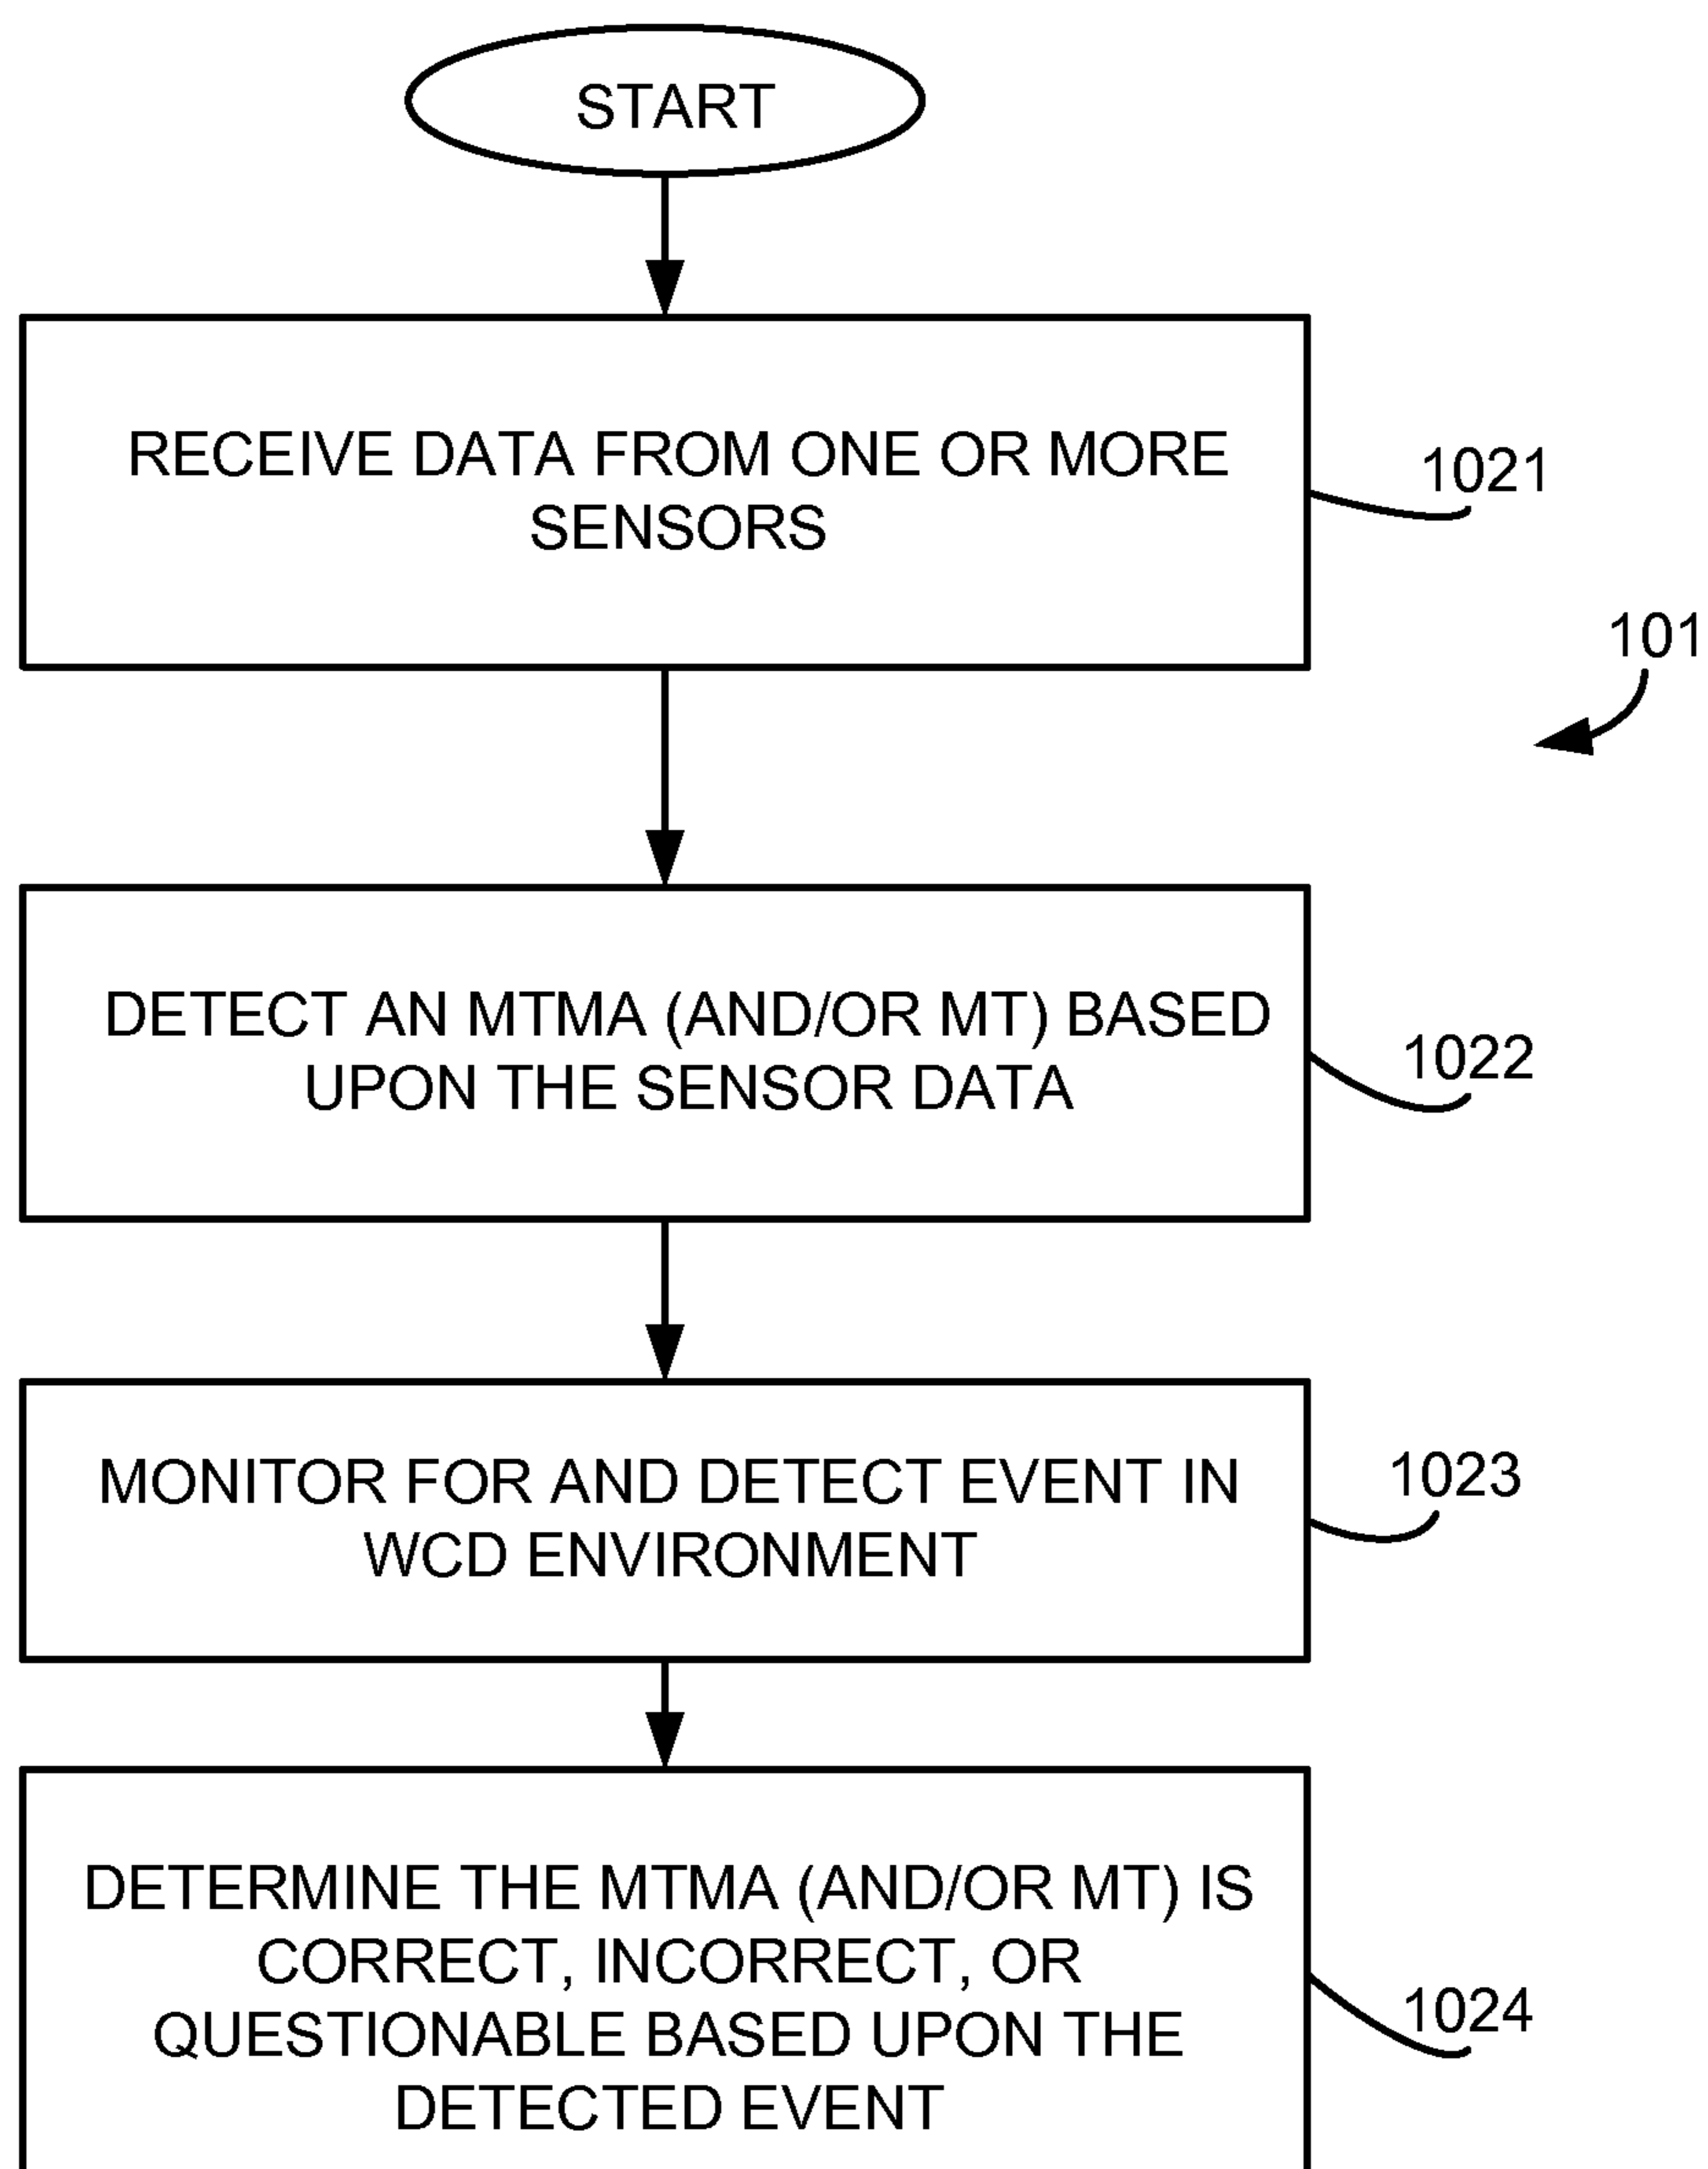 START
RECEIVE DATA FROM ONE OR MORE
SENSORS
1021
101
DETECT AN MTMA (AND/OR MT) BASED
UPON THE SENSOR DATA
1022
MONITOR FOR AND DETECT EVENT IN
WCD ENVIRONMENT
1023
DETERMINE THE MTMA (AND/OR MT) IS
CORRECT, INCORRECT, OR
QUESTIONABLE BASED UPON THE
DETECTED EVENT
1024